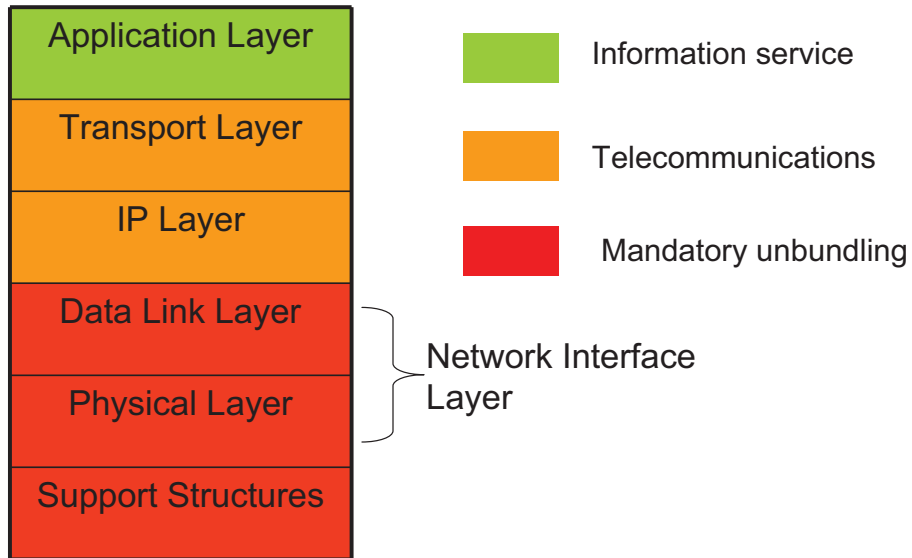 Application Layer
Transport Layer
IP Layer
Data Link Layer
Physical Layer
Support Structures
Information service
Telecommunications
Mandatory unbundling
Network Interface
Layer